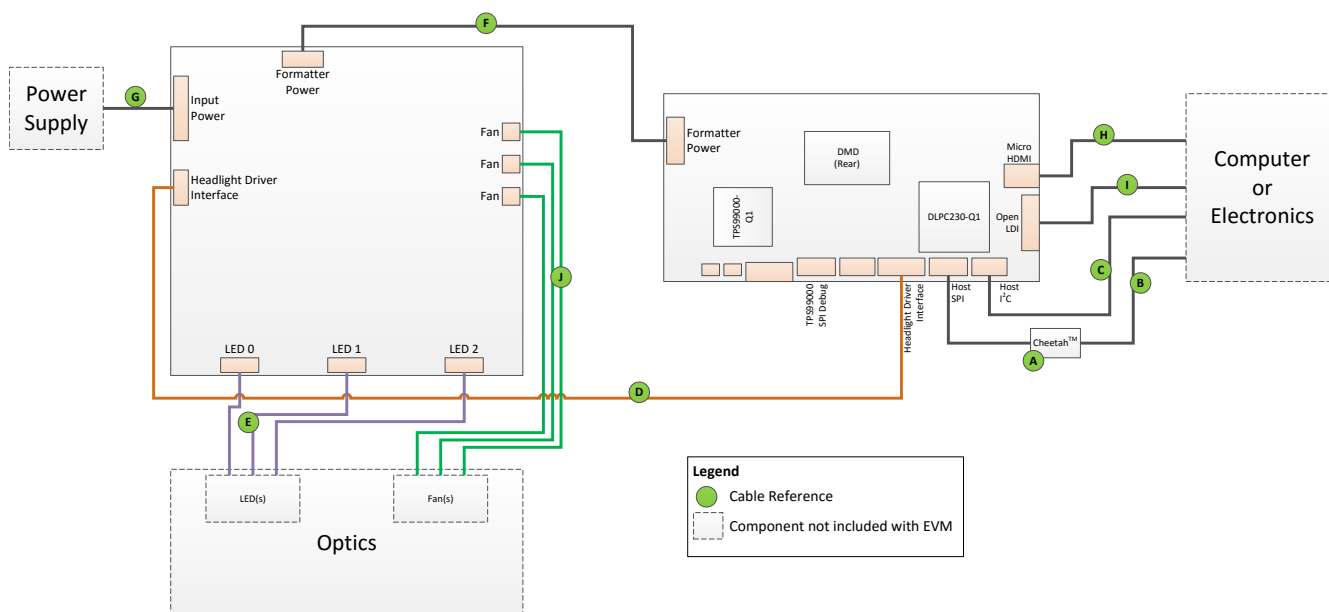 F
Formatter
Power
Power
Supply
G
Input
Power
Headlight Driver
Interface
Fan
Fan
Fan
J
LED 0
LED 1
LED 2
E
D
LED(s)
Fan(s)
Optics
Formatter
Power
DMD
(Rear)
TPS99000-
Q1
DLPC230-Q1
Micro
HDMI
Open
LDI
TPS99000
SPI Debug
Headlight Driver
Interface
Host
SPI
Host
I²C
H
I
C
B
Cheetah™
A
Computer
or
Electronics
Legend
Cable Reference
Component not included with EVM